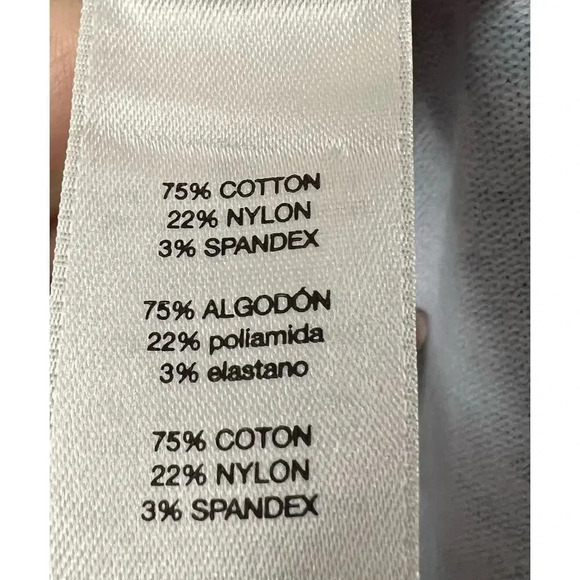 75% COTTON
22% NYLON
3% SPANDEX
75% ALGODÓN
22% poliamida
3% elastano
75% COTON
22% NYLON
3% SPANDEX